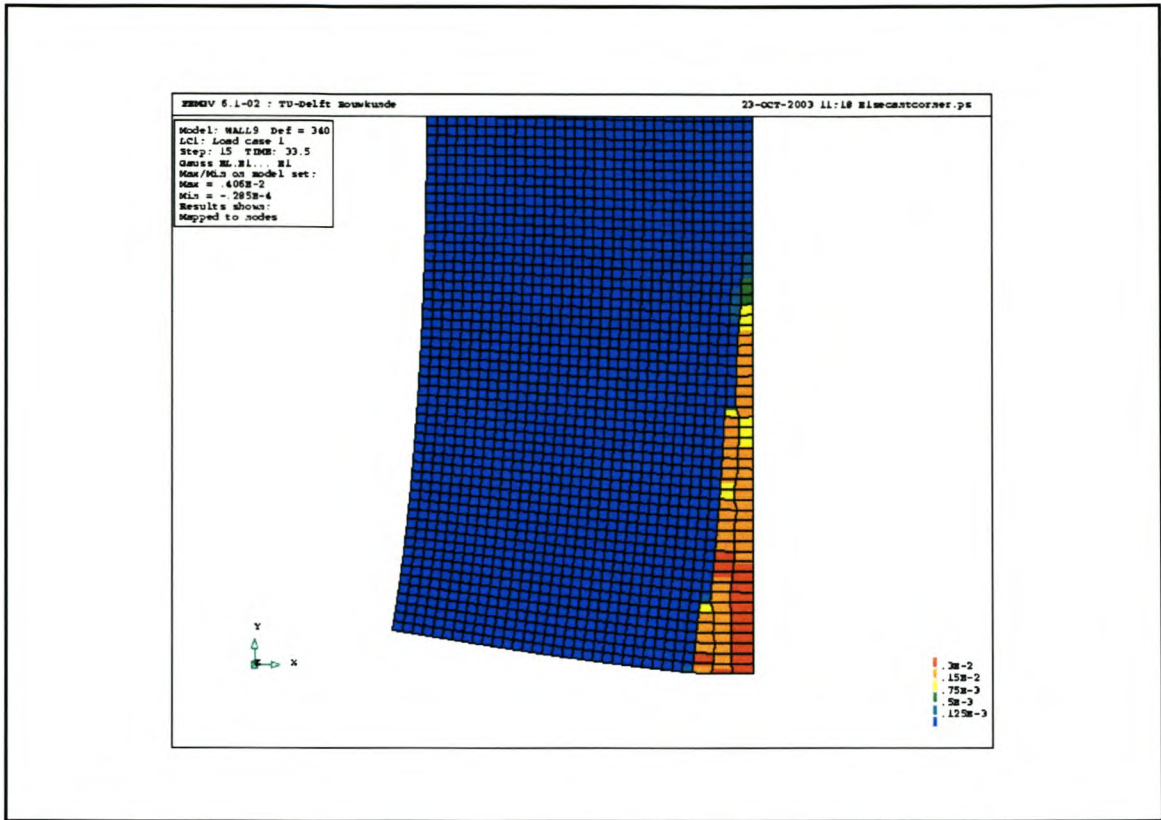 FEMGV 6.1-02 : TU-Delft Bouwkunde
23-OCT-2003 11:18 E1secantcorner.ps
Model: WALL9 Def = 340
LC1: Load case 1
Step: 15 TIME: 33.5
Gauss EL.E1... E1
Max/Min on model set:
Max = .406E-2
Min = -.285E-4
Results shown:
Mapped to nodes
Y
X
.3E-2
.15E-2
.75E-3
.5E-3
.125E-3